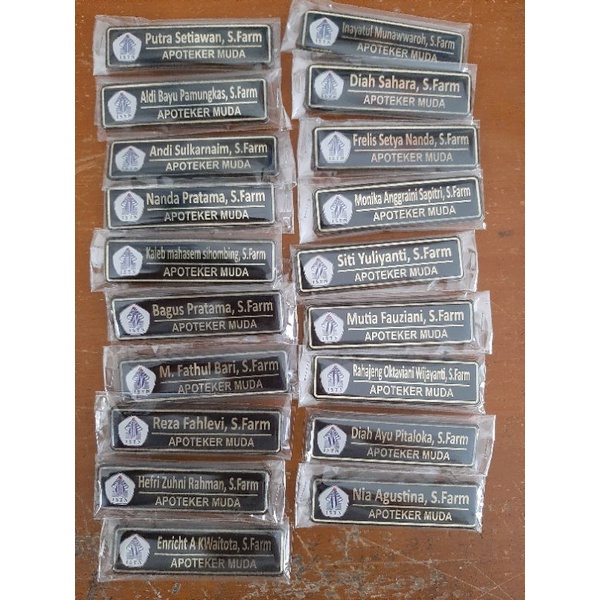 Putra Setiawan, S.Farm
APOTEKER MUDA
Aldi Bayu Pamungkas, S.Farm
APOTEKER MUDA
Andi Sulkarnaim, S.Farm
APOTEKER MUDA
Nanda Pratama, S.Farm
APOTEKER MUDA
Kaleb mahasem sihombing, S.Farm
APOTEKER MUDA
Bagus Pratama, S.Farm
APOTEKER MUDA
M. Fathul Bari, S.Farm
APOTEKER MUDA
Reza Fahlevi, S.Farm
APOTEKER MUDA
Hefri Zuhni Rahman, S.Farm
APOTEKER MUDA
Enricht A KWaitota, S.Farm
APOTEKER MUDA
Inayatul Munawwaroh, S.Farm
APOTEKER MUDA
Diah Sahara, S.Farm
APOTEKER MUDA
Frelis Setya Nanda, S.Farm
APOTEKER MUDA
Monika Anggraini Sapitri, S.Farm
APOTEKER MUDA
Siti Yuliyanti, S.Farm
APOTEKER MUDA
Mutia Fauziani, S.Farm
APOTEKER MUDA
Rahajeng Oktaviani Wijayanti, S.Farm
APOTEKER MUDA
Diah Ayu Pitaloka, S.Farm
APOTEKER MUDA
Nia Agustina, S.Farm
APOTEKER MUDA